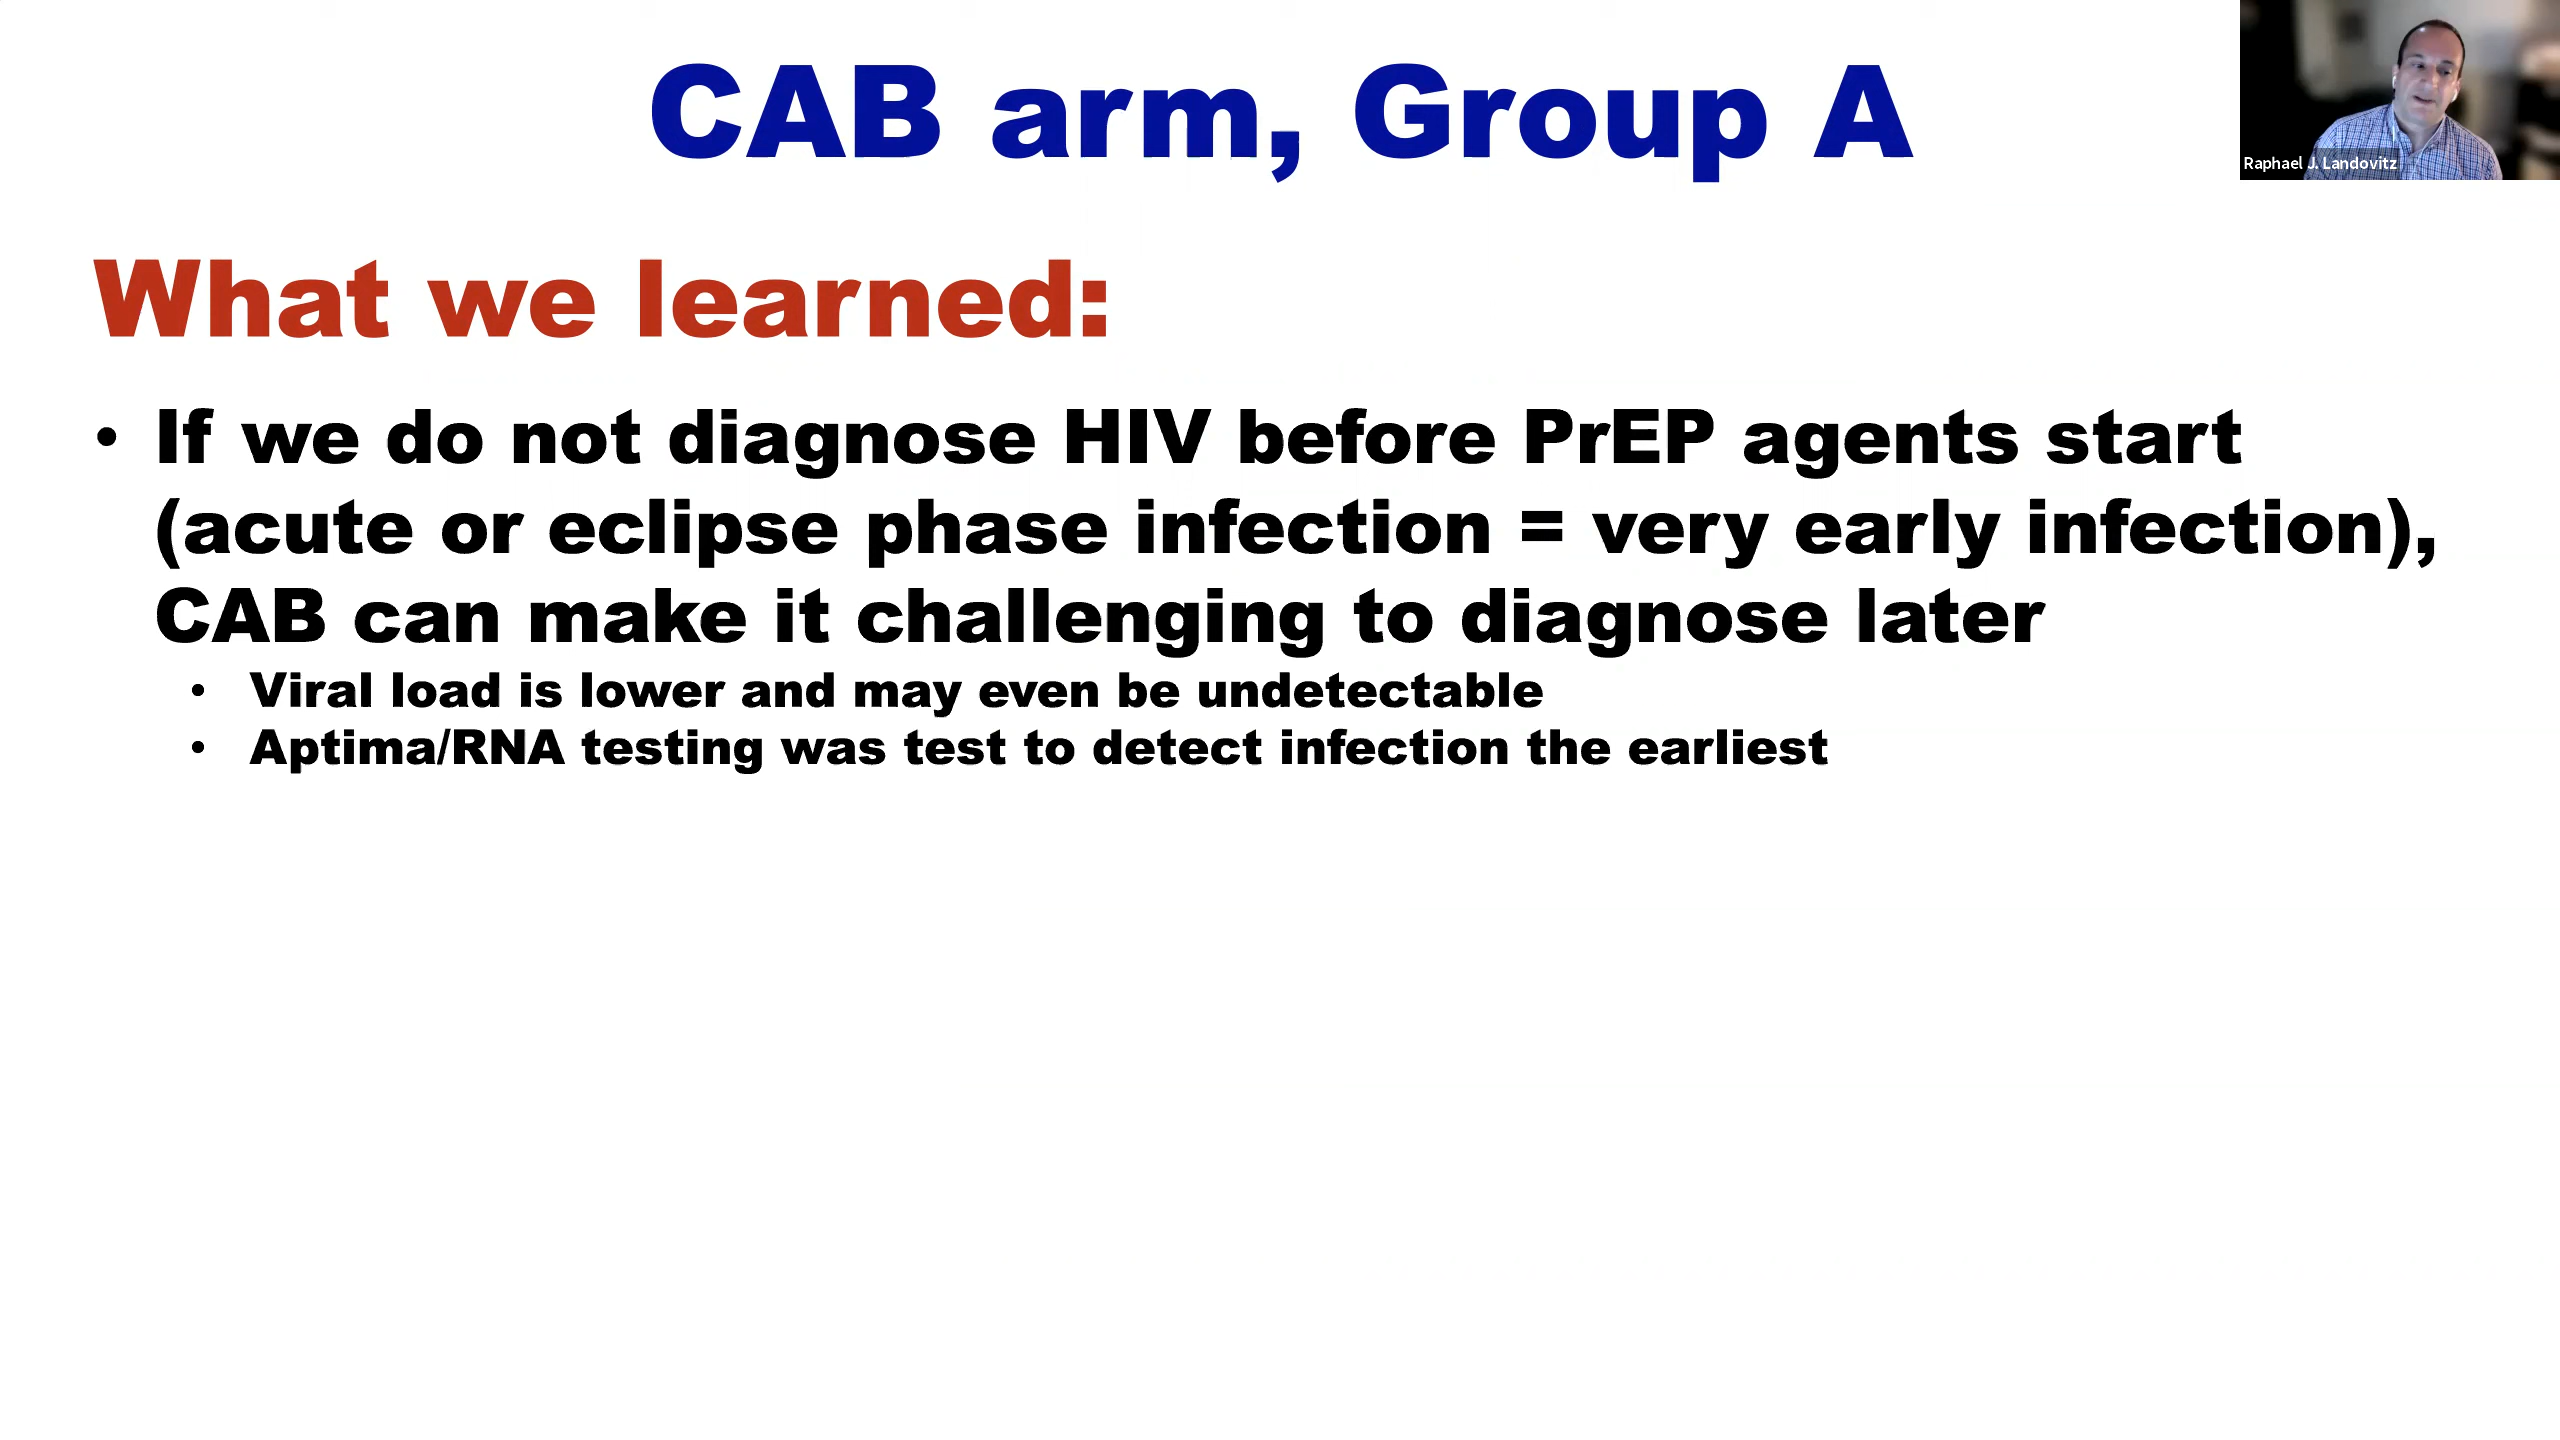 CAB arm, Group A
Raphael J. Landovitz
What we learned:
• If we do not diagnose HIV before PrEP agents start
(acute or eclipse phase infection = very early infection),
CAB can make it challenging to diagnose later
• Viral load is lower and may even be undetectable
• Aptima/RNA testing was test to detect infection the earliest